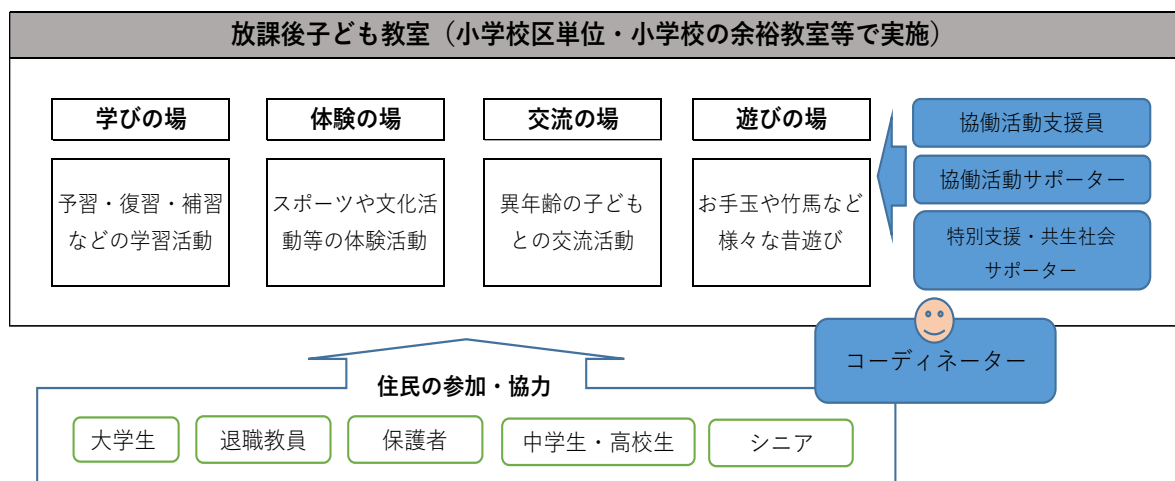 放課後子ども教室（小学校区単位・小学校の余裕教室等で実施）
学びの場
体験の場
交流の場
遊びの場
予習・復習・補習
などの学習活動
スポーツや文化活
動等の体験活動
異年齢の子ども
との交流活動
お手玉や竹馬など
様々な昔遊び
協働活動支援員
協働活動サポーター
特別支援・共生社会
サポーター
コーディネーター
住民の参加・協力
大学生
退職教員
保護者
中学生・高校生
シニア